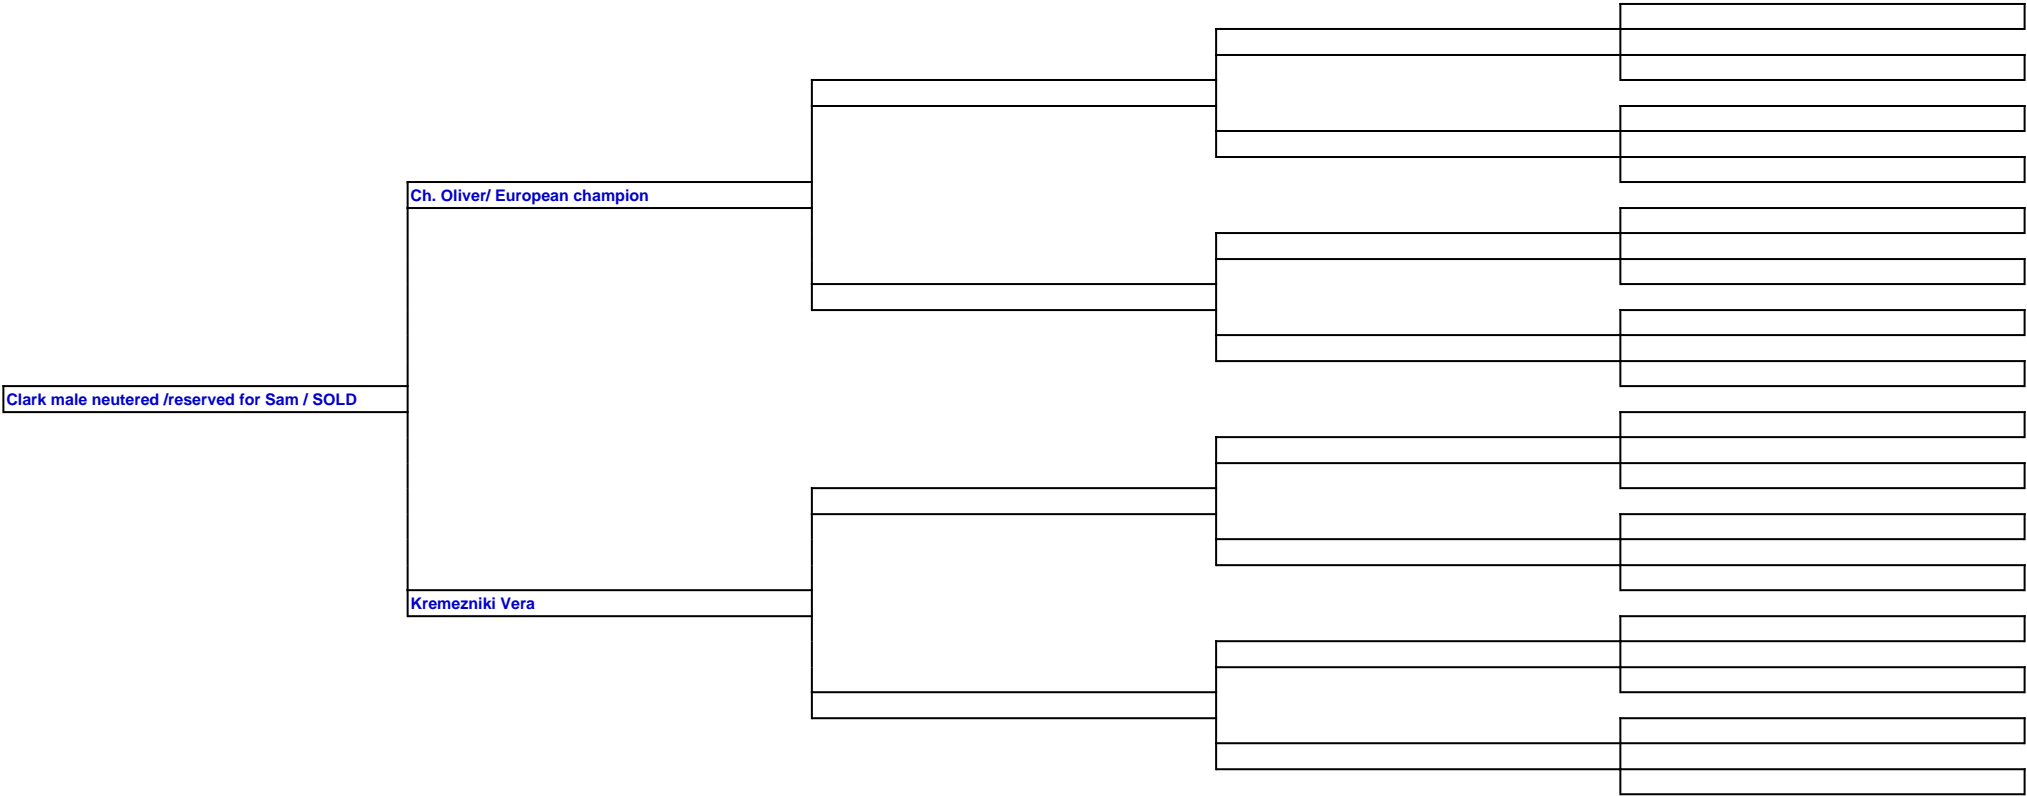 Ch. Oliver/ European champion
Clark male neutered /reserved for Sam / SOLD
Kremezniki Vera